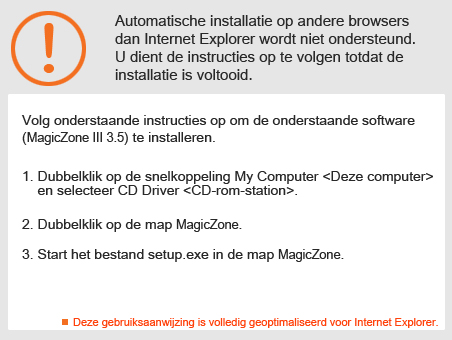 Automatische installatie op andere browsers
dan Internet Explorer wordt niet ondersteund.
U dient de instructies op te volgen totdat de
installatie is voltooid.
Volg onderstaande instructies op om de onderstaande software
(MagicZone III 3.5) te installeren.
1. Dubbelklik op de snelkoppeling My Computer <Deze computer>
en selecteer CD Driver <CD-rom-station>.
2. Dubbelklik op de map MagicZone.
3. Start het bestand setup.exe in de map MagicZone.
Deze gebruiksaanwijzing is volledig geoptimaliseerd voor Internet Explorer.